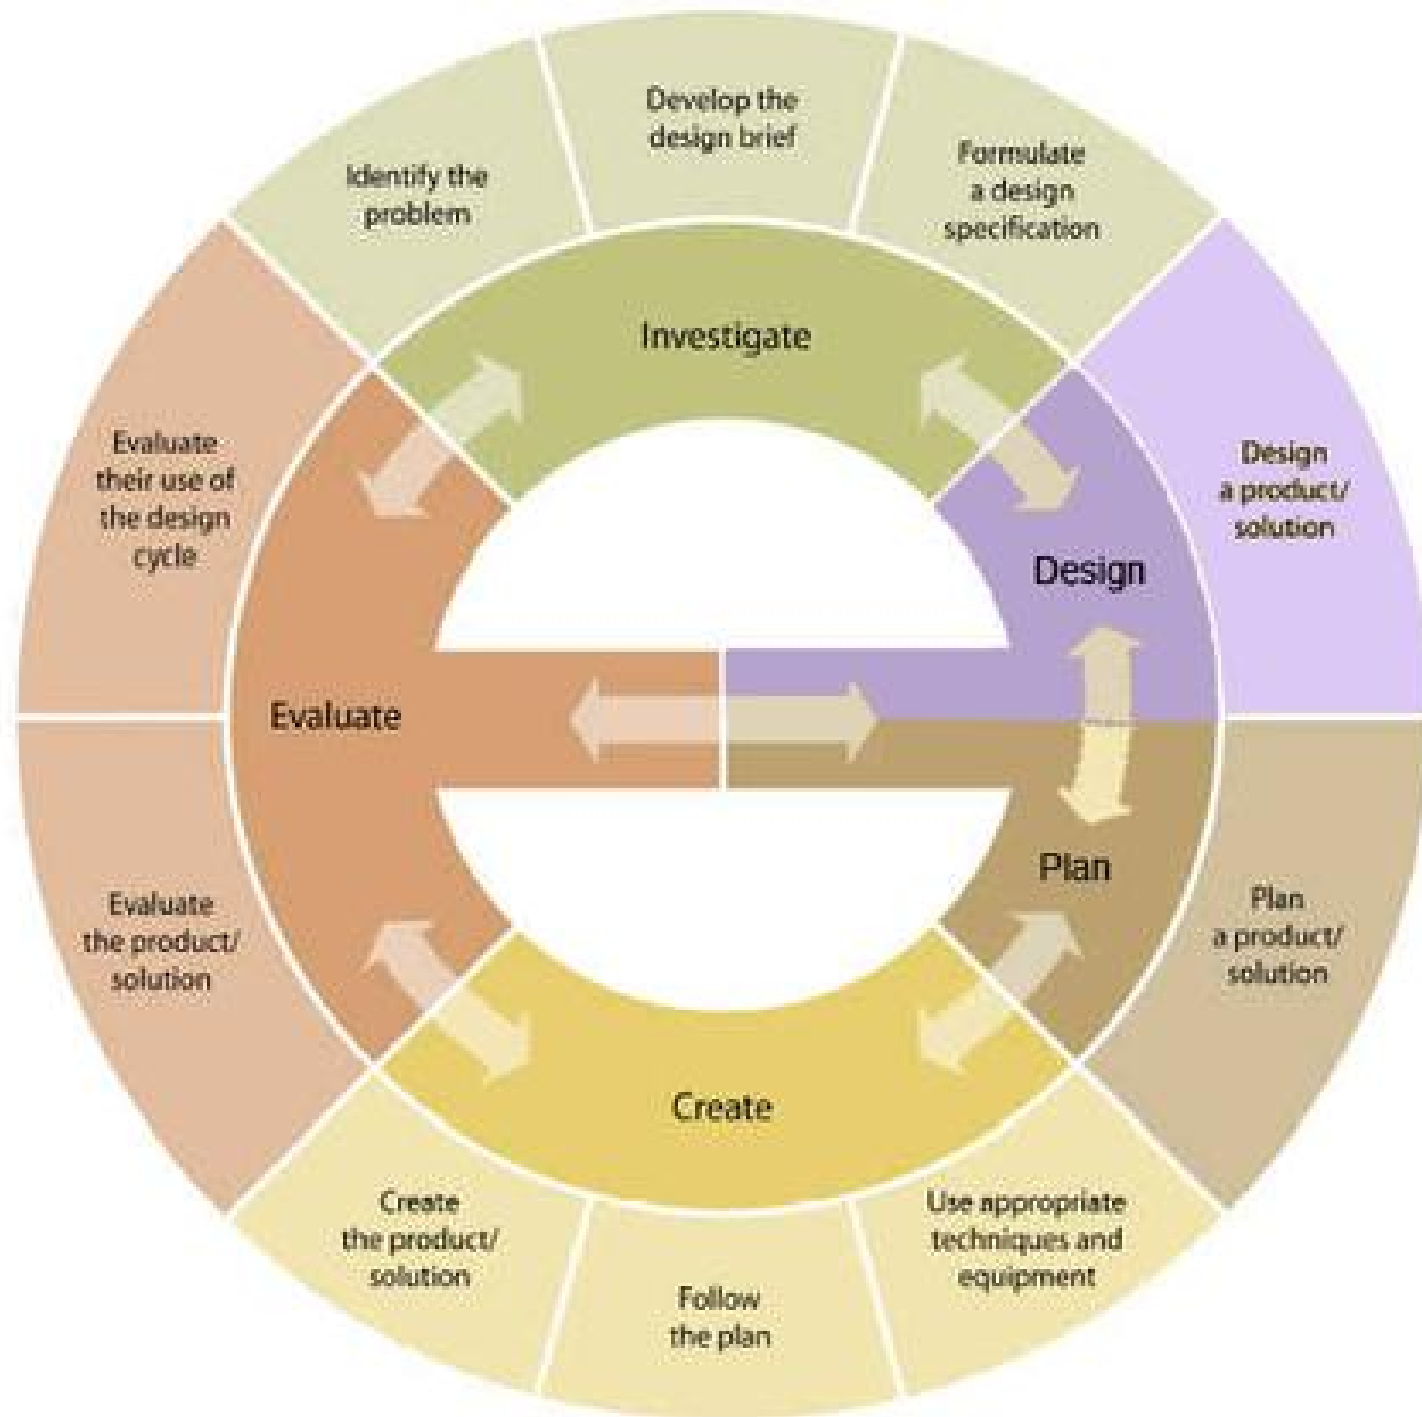 Develop the
design brief
Identify the
problem
Formulate
a design
specification
Investigate
Evaluate
their use of
the design
cycle
Design
a product/
solution
Design
Evaluate
Plan
Evaluate
the product/
solution
Plan
a product/
solution
Create
Create
the product/
solution
Follow
the plan
Use appropriate
techniques and
equipment